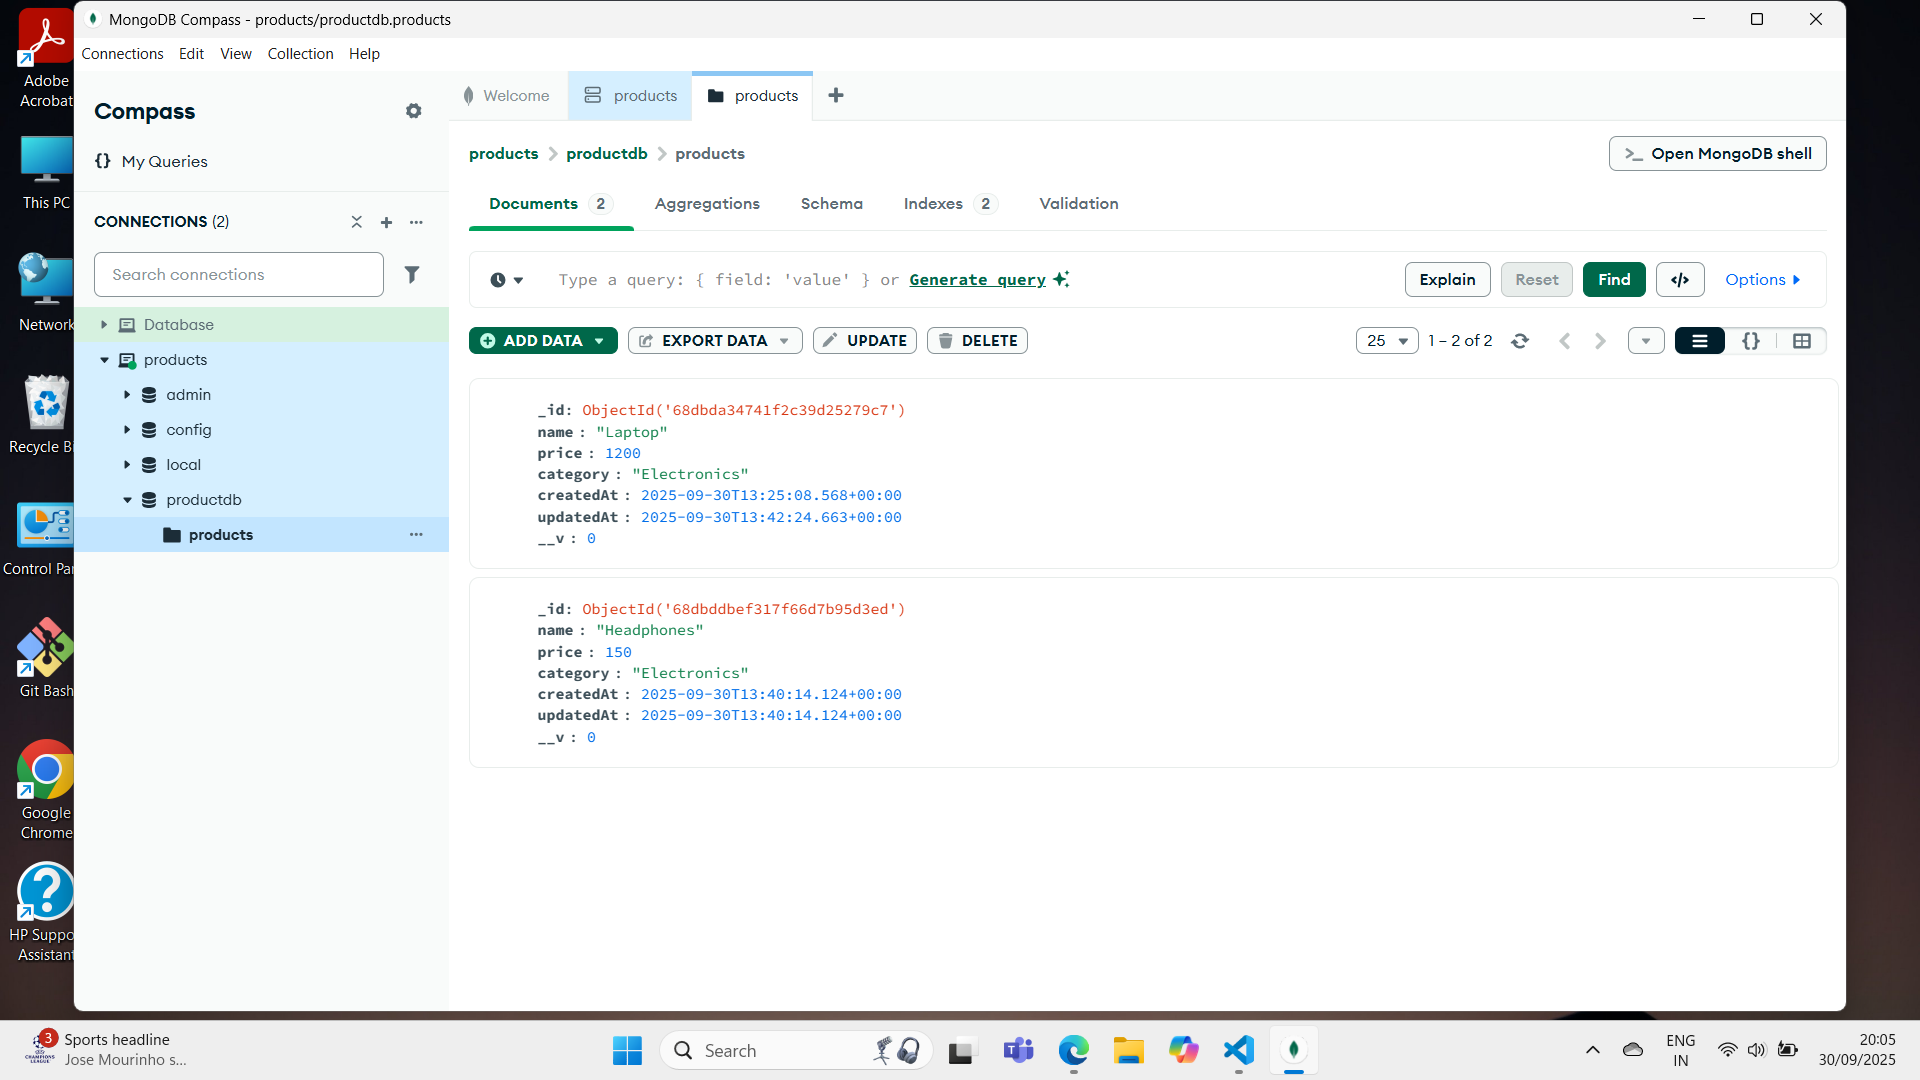 MongoDB Compass - products/productdb.products
Connections Edit View Collection Help
Adobe
Acrobat
This PC
Network
Recycle Bi
Control Pan
Git Bash
Google
Chrome
HP Suppo
Assistant
Compass
{} My Queries
CONNECTIONS (2)
Search connections
Database
products
admin
config
local
productdb
products
Welcome
products
products
products > productdb > products
>_ Open MongoDB shell
Documents 2 Aggregations Schema Indexes 2 Validation
Type a query: { field: 'value' } or Generate query
Explain Reset Find </> Options
ADD DATA EXPORT DATA UPDATE DELETE
25 1 – 2 of 2 {}
_id: ObjectId('68dbda34741f2c39d25279c7')
name : "Laptop"
price : 1200
category : "Electronics"
createdAt : 2025-09-30T13:25:08.568+00:00
updatedAt : 2025-09-30T13:42:24.663+00:00
__v : 0
_id: ObjectId('68dbddbef317f66d7b95d3ed')
name : "Headphones"
price : 150
category : "Electronics"
createdAt : 2025-09-30T13:40:14.124+00:00
updatedAt : 2025-09-30T13:40:14.124+00:00
__v : 0
3
CHAMPIONS
LEAGUE
Sports headline
Jose Mourinho s...
Search
ENG
IN
20:05
30/09/2025